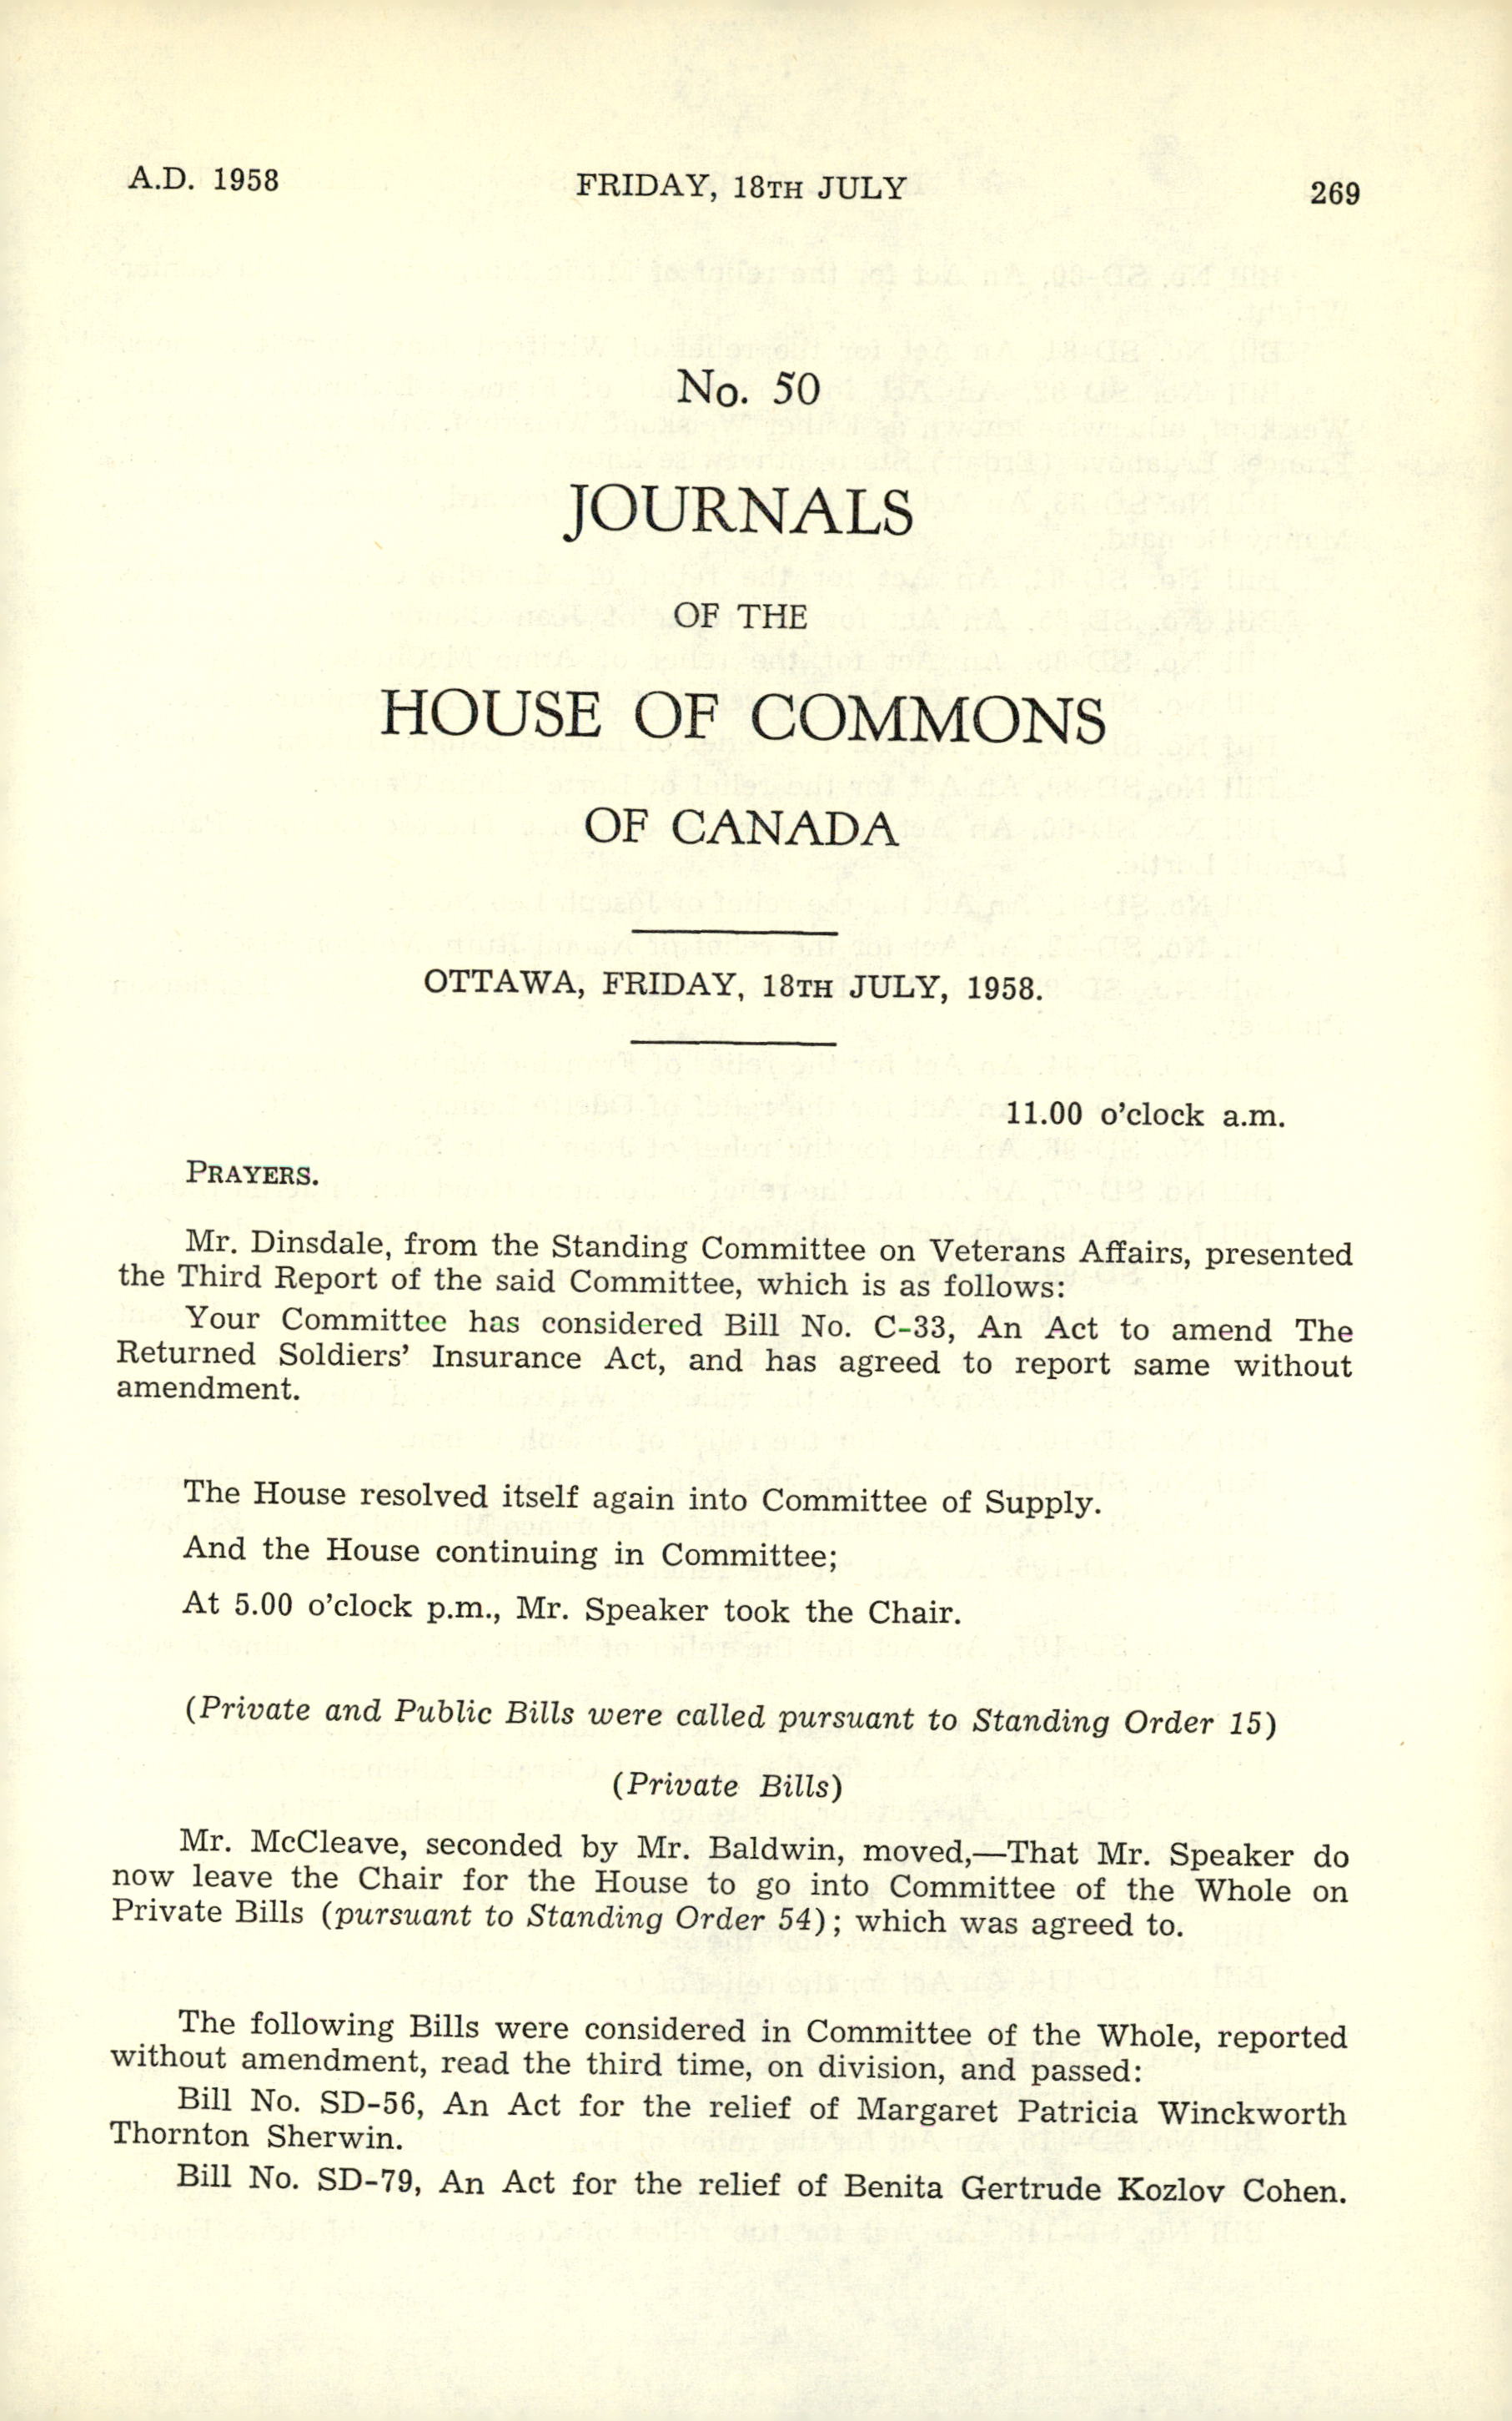 A.D. 1958 FRIDAY, 18TH JULY 269
No. 50
JOURNALS
OF THE
HOUSE OF COMMONS
OF CANADA
OTTAWA, FRIDAY, 18TH JULY, 1958.
11.00 o'clock a.m.
PRAYERS.
Mr. Dinsdale, from the Standing Committee on Veterans Affairs, presented
the Third Report of the said Committee, which is as follows:
Your Committee has considered Bill No. C-33, An Act to amend The
Returned Soldiers' Insurance Act, and has agreed to report same without
amendment.
The House resolved itself again into Committee of Supply.
And the House continuing in Committee;
At 5.00 o'clock p.m., Mr. Speaker took the Chair.
(Private and Public Bills were called pursuant to Standing Order 15)
(Private Bills)
Mr. McCleave, seconded by Mr. Baldwin, moved,—That Mr. Speaker do
now leave the Chair for the House to go into Committee of the Whole on
Private Bills (pursuant to Standing Order 54); which was agreed to.
The following Bills were considered in Committee of the Whole, reported
without amendment, read the third time, on division, and passed:
Bill No. SD-56, An Act for the relief of Margaret Patricia Winckworth
Thornton Sherwin.
Bill No. SD-79, An Act for the relief of Benita Gertrude Kozlov Cohen.